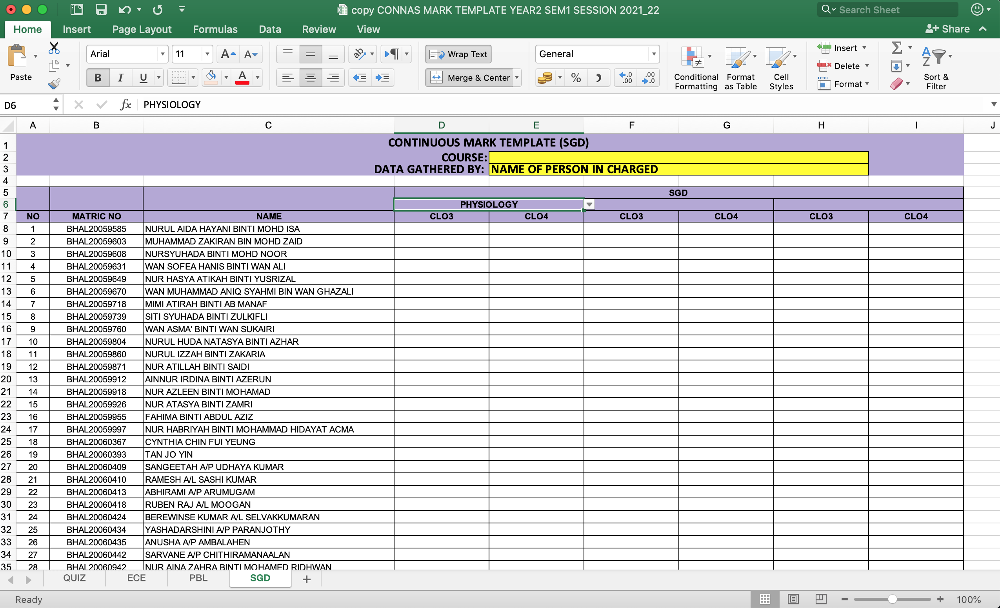 copy CONNAS MARK TEMPLATE YEAR2 SEM1 SESSION 2021_22
Search Sheet
Home Insert Page Layout Formulas Data Review View Share
Paste
Arial 11
B I U
Wrap Text
Merge & Center
General
Conditional Formatting
Format as Table
Cell Styles
Insert
Delete
Format
Sort & Filter
D6 fx PHYSIOLOGY
A B C D E F G H I J
1 CONTINUOUS MARK TEMPLATE (SGD)
2 COURSE:
3 DATA GATHERED BY: NAME OF PERSON IN CHARGED
4
5 SGD
6 PHYSIOLOGY
7 NO MATRIC NO NAME CLO3 CLO4 CLO3 CLO4 CLO3 CLO4
8 1 BHAL20059585 NURUL AIDA HAYANI BINTI MOHD ISA
9 2 BHAL20059603 MUHAMMAD ZAKIRAN BIN MOHD ZAID
10 3 BHAL20059608 NURSYUHADA BINTI MOHD NOOR
11 4 BHAL20059631 WAN SOFEA HANIS BINTI WAN ALI
12 5 BHAL20059649 NUR HASYA ATIKAH BINTI YUSRIZAL
13 6 BHAL20059670 WAN MUHAMMAD ANIQ SYAHMI BIN WAN GHAZALI
14 7 BHAL20059718 MIMI ATIRAH BINTI AB MANAF
15 8 BHAL20059739 SITI SYUHADA BINTI ZULKIFLI
16 9 BHAL20059760 WAN ASMA' BINTI WAN SUKAIRI
17 10 BHAL20059804 NURUL HUDA NATASYA BINTI AZHAR
18 11 BHAL20059860 NURUL IZZAH BINTI ZAKARIA
19 12 BHAL20059871 NUR ATILLAH BINTI SAIDI
20 13 BHAL20059912 AINNUR IRDINA BINTI AZERUN
21 14 BHAL20059918 NUR AZLEEN BINTI MOHAMAD
22 15 BHAL20059926 NUR ATASYA BINTI ZAMRI
23 16 BHAL20059955 FAHIMA BINTI ABDUL AZIZ
24 17 BHAL20059997 NUR HABRIYAH BINTI MOHAMMAD HIDAYAT ACMA
25 18 BHAL20060367 CYNTHIA CHIN FUI YEUNG
26 19 BHAL20060393 TAN JO YIN
27 20 BHAL20060409 SANGEETAH A/P UDHAYA KUMAR
28 21 BHAL20060410 RAMESH A/L SASHI KUMAR
29 22 BHAL20060413 ABHIRAMI A/P ARUMUGAM
30 23 BHAL20060418 RUBEN RAJ A/L MOOGAN
31 24 BHAL20060424 BEREWINSE KUMAR A/L SELVAKKUMARAN
32 25 BHAL20060434 YASHADARSHINI A/P PARANJOTHY
33 26 BHAL20060435 ANUSHA A/P AMBALAHEN
34 27 BHAL20060442 SARVANE A/P CHITHIRAMANAALAN
35 28 BHAL20060942 NUR AINA ZAHRA BINTI MOHAMED RIDHWAN
QUIZ ECE PBL SGD +
Ready 100%